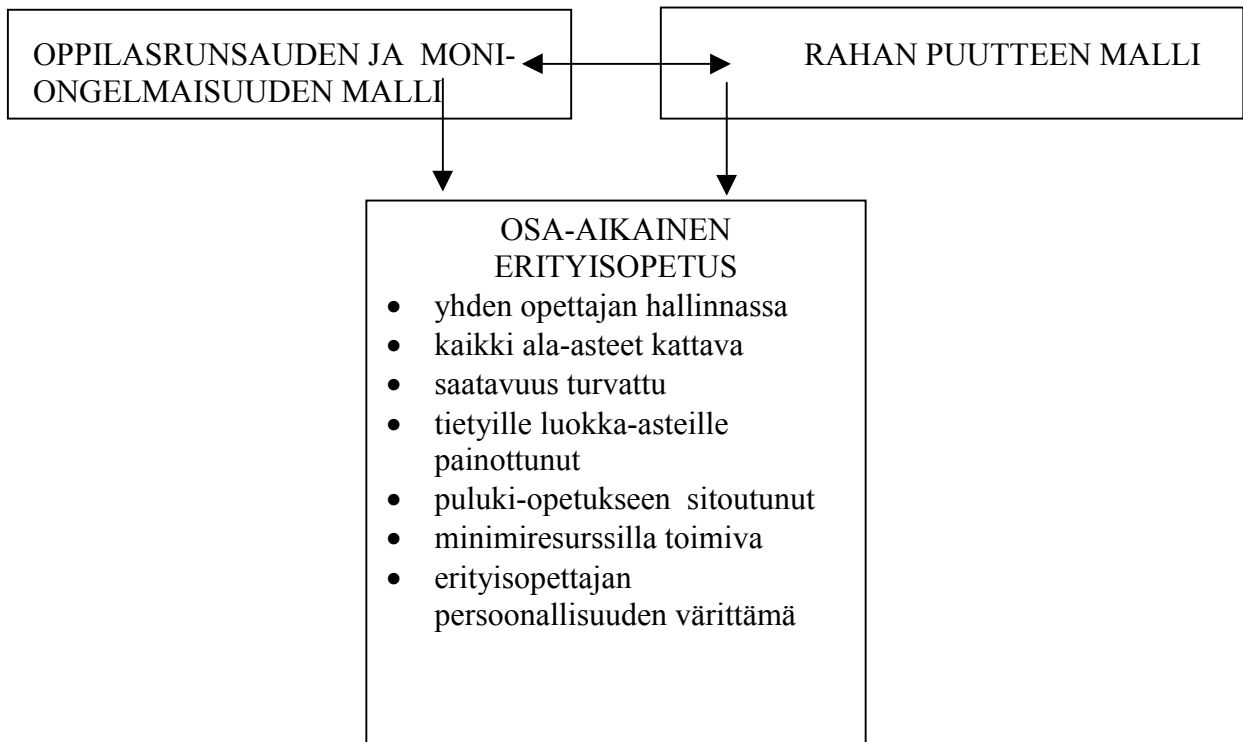 OPPILASRUNSAUDEN JA MONI-
ONGELMAISUUDEN MALLI
RAHAN PUUTTEEN MALLI
OSA-AIKAINEN
ERITYISOPETUS
• yhden opettajan hallinnassa
• kaikki ala-asteet kattava
• saatavuus turvattu
• tietyille luokka-asteille
painottunut
• puluki-opetukseen sitoutunut
• minimiresurssilla toimiva
• erityisopettajan
persoonallisuuden värittämä